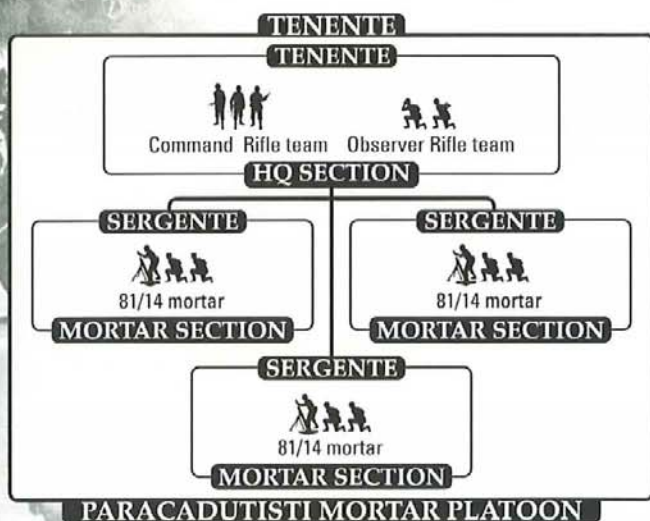 TENENTE
TENENTE
Command Rifle team Observer Rifle team
HQ SECTION
SERGENTE SERGENTE
81/14 mortar 81/14 mortar
MORTAR SECTION MORTAR SECTION
SERGENTE
81/14 mortar
MORTAR SECTION
PARACADUTISTI MORTAR PLATOON